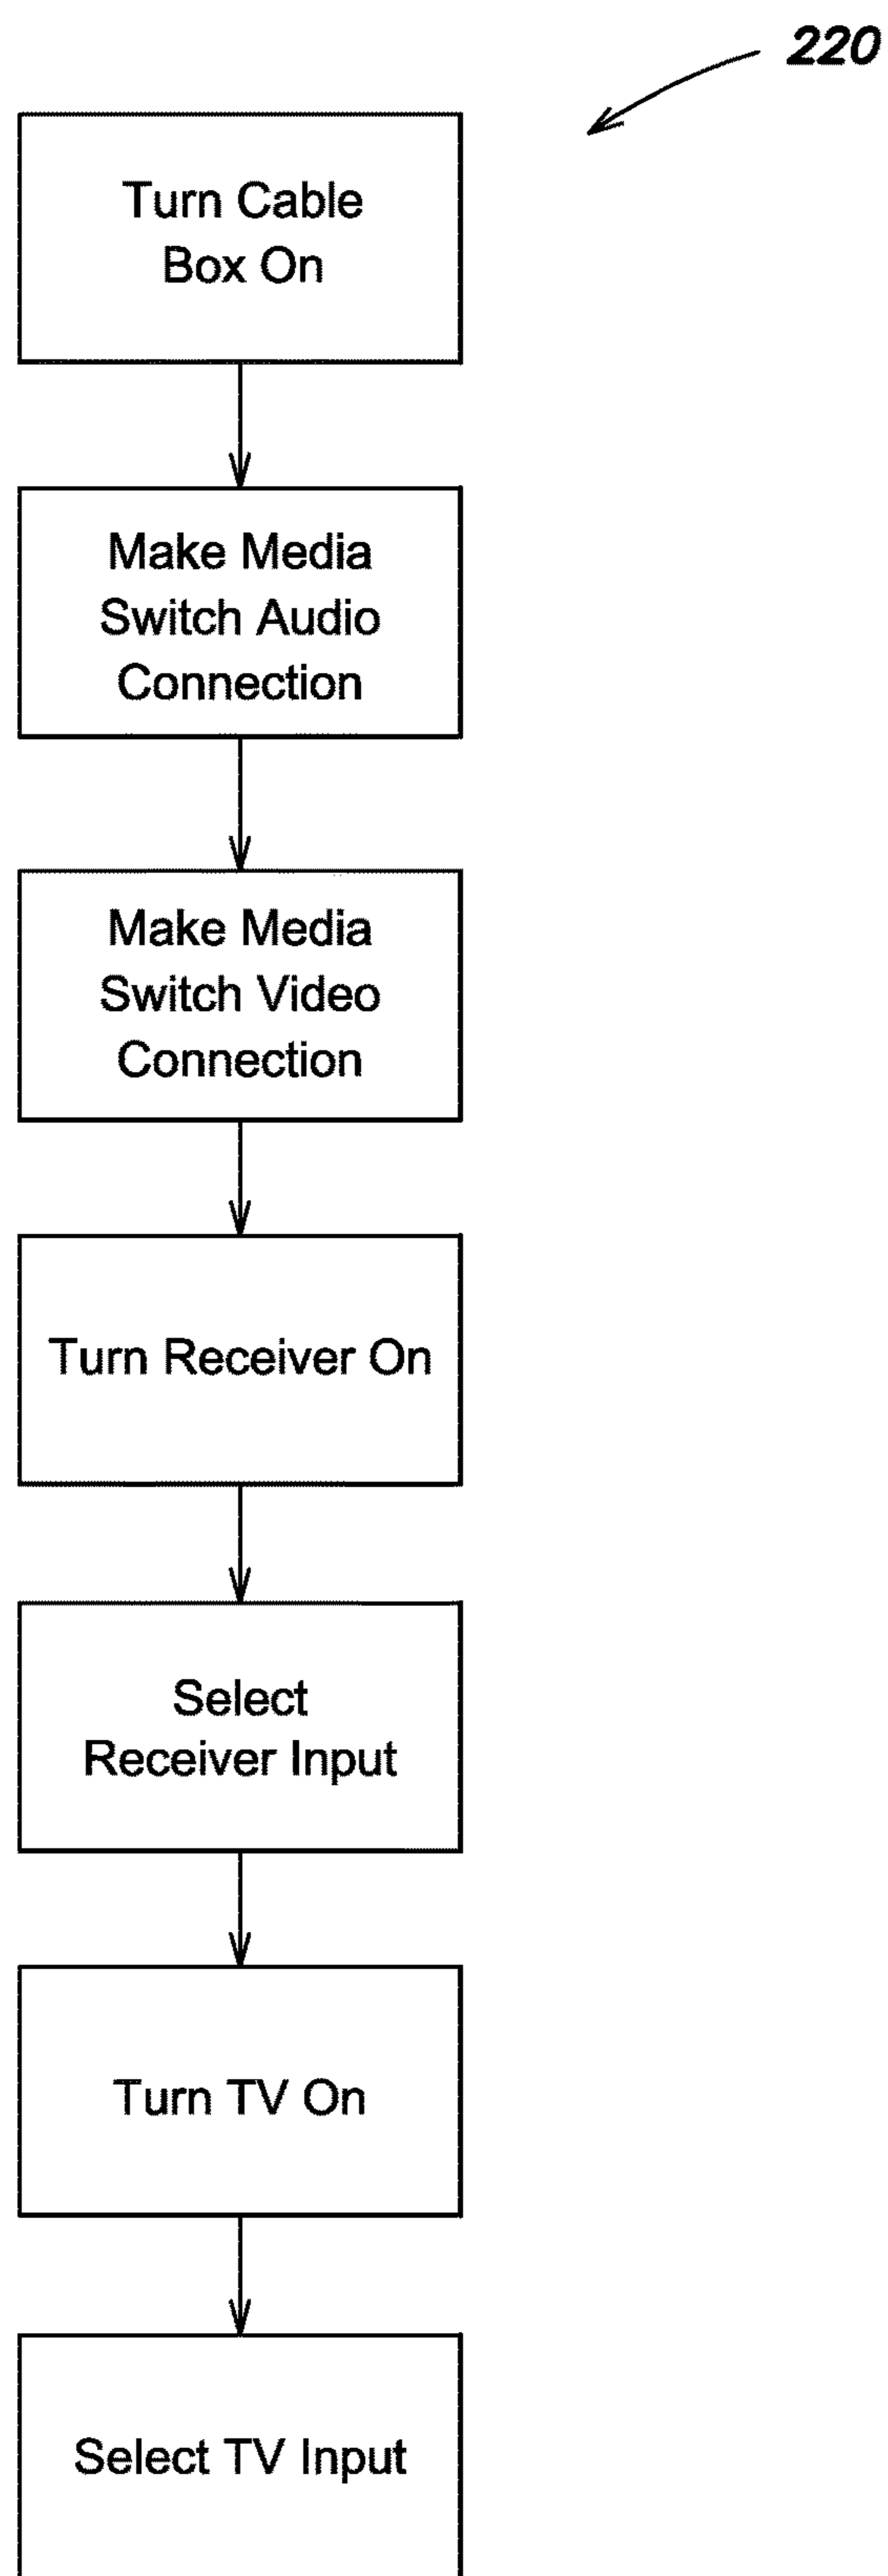 220
Turn Cable
Box On
Make Media
Switch Audio
Connection
Make Media
Switch Video
Connection
Turn Receiver On
Select
Receiver Input
Turn TV On
Select TV Input